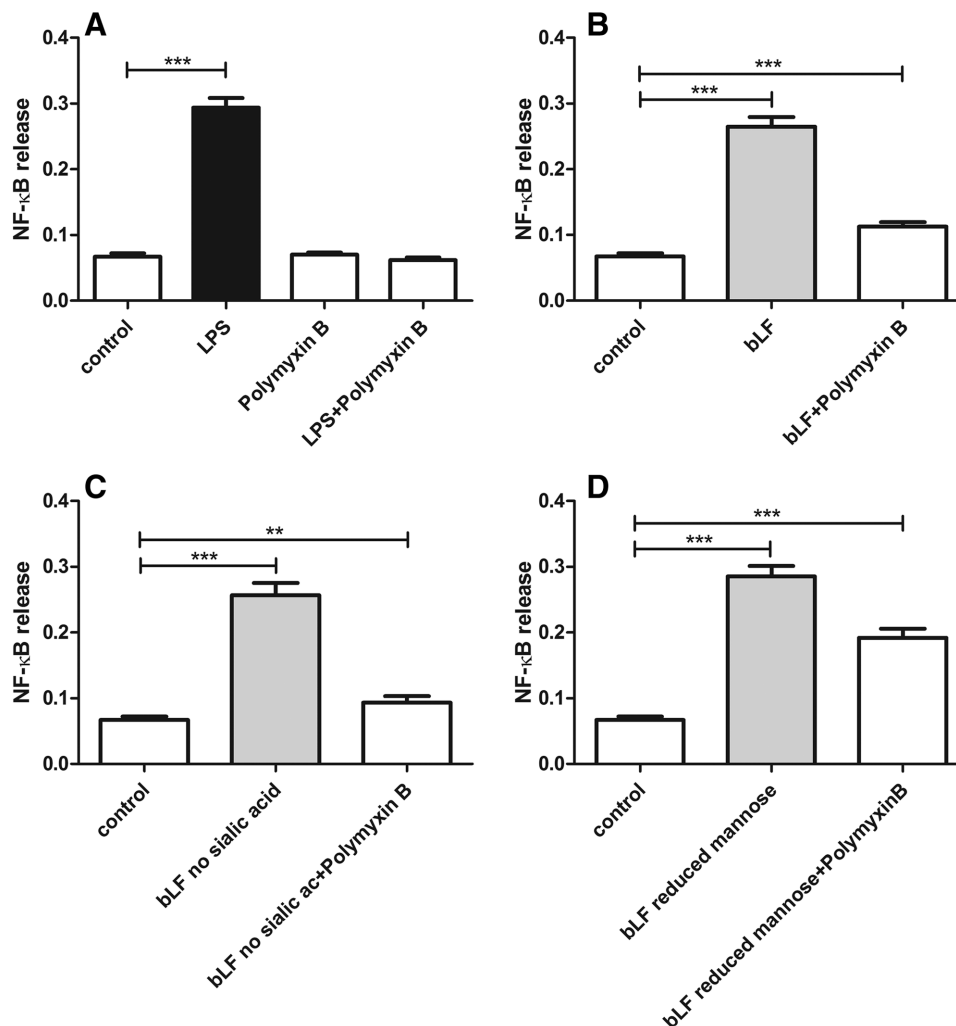 A
NF-κB release
0.4
0.3
0.2
0.1
0.0
***
control
LPS
Polymyxin B
LPS+Polymyxin B
B
NF-κB release
0.4
0.3
0.2
0.1
0.0
***
***
control
bLF
bLF+Polymyxin B
C
NF-κB release
0.4
0.3
0.2
0.1
0.0
**
***
control
bLF no sialic acid
bLF no sialic ac+Polymyxin B
D
NF-κB release
0.4
0.3
0.2
0.1
0.0
***
***
control
bLF reduced mannose
bLF reduced mannose+PolymyxinB